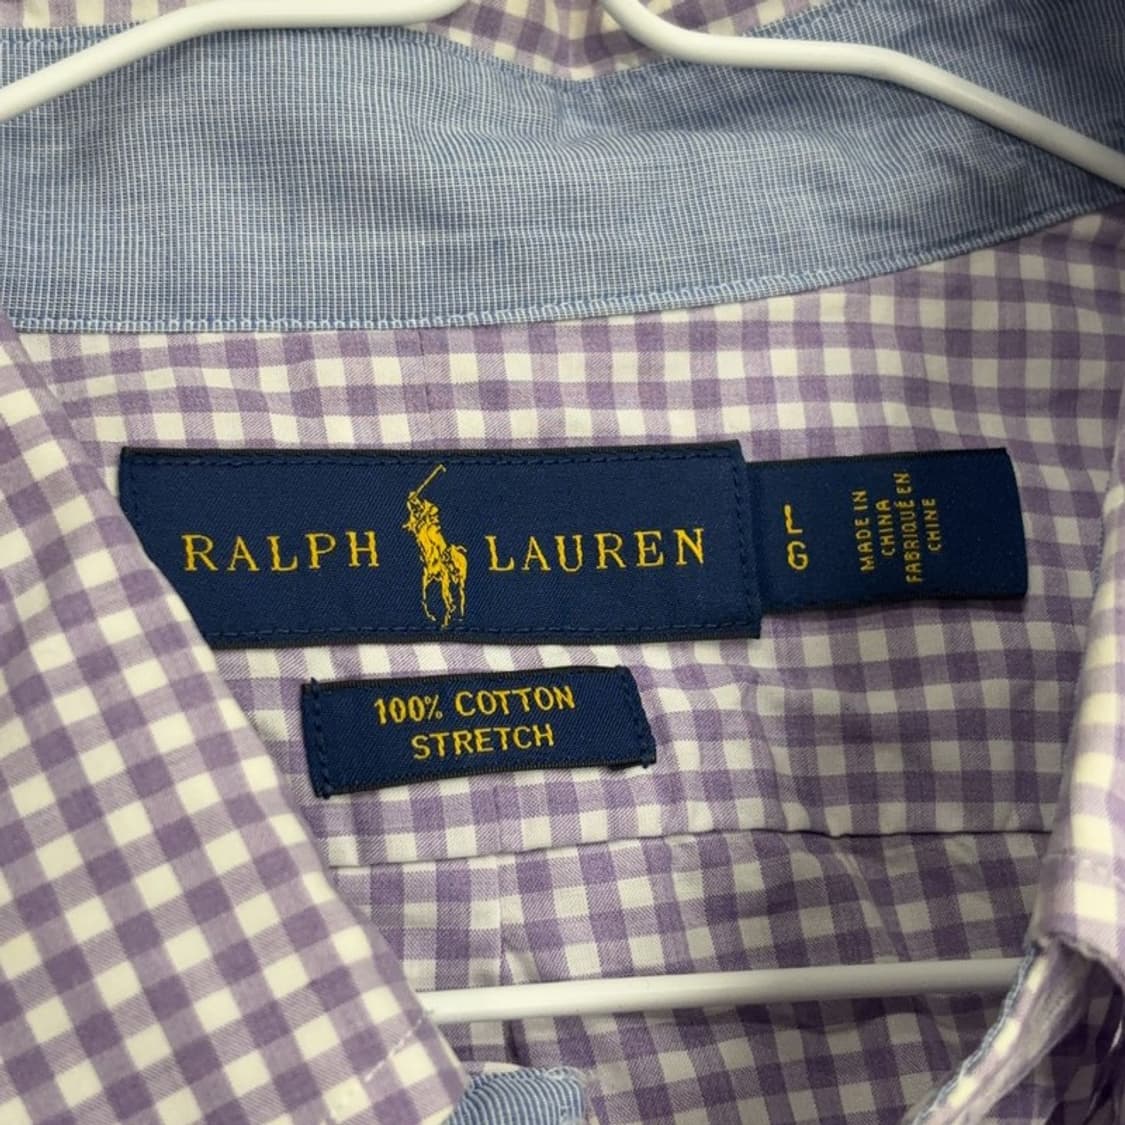 RALPH LAUREN
L
G
MADE IN
CHINA
FABRIQUÉ EN
CHINE
100% COTTON
STRETCH